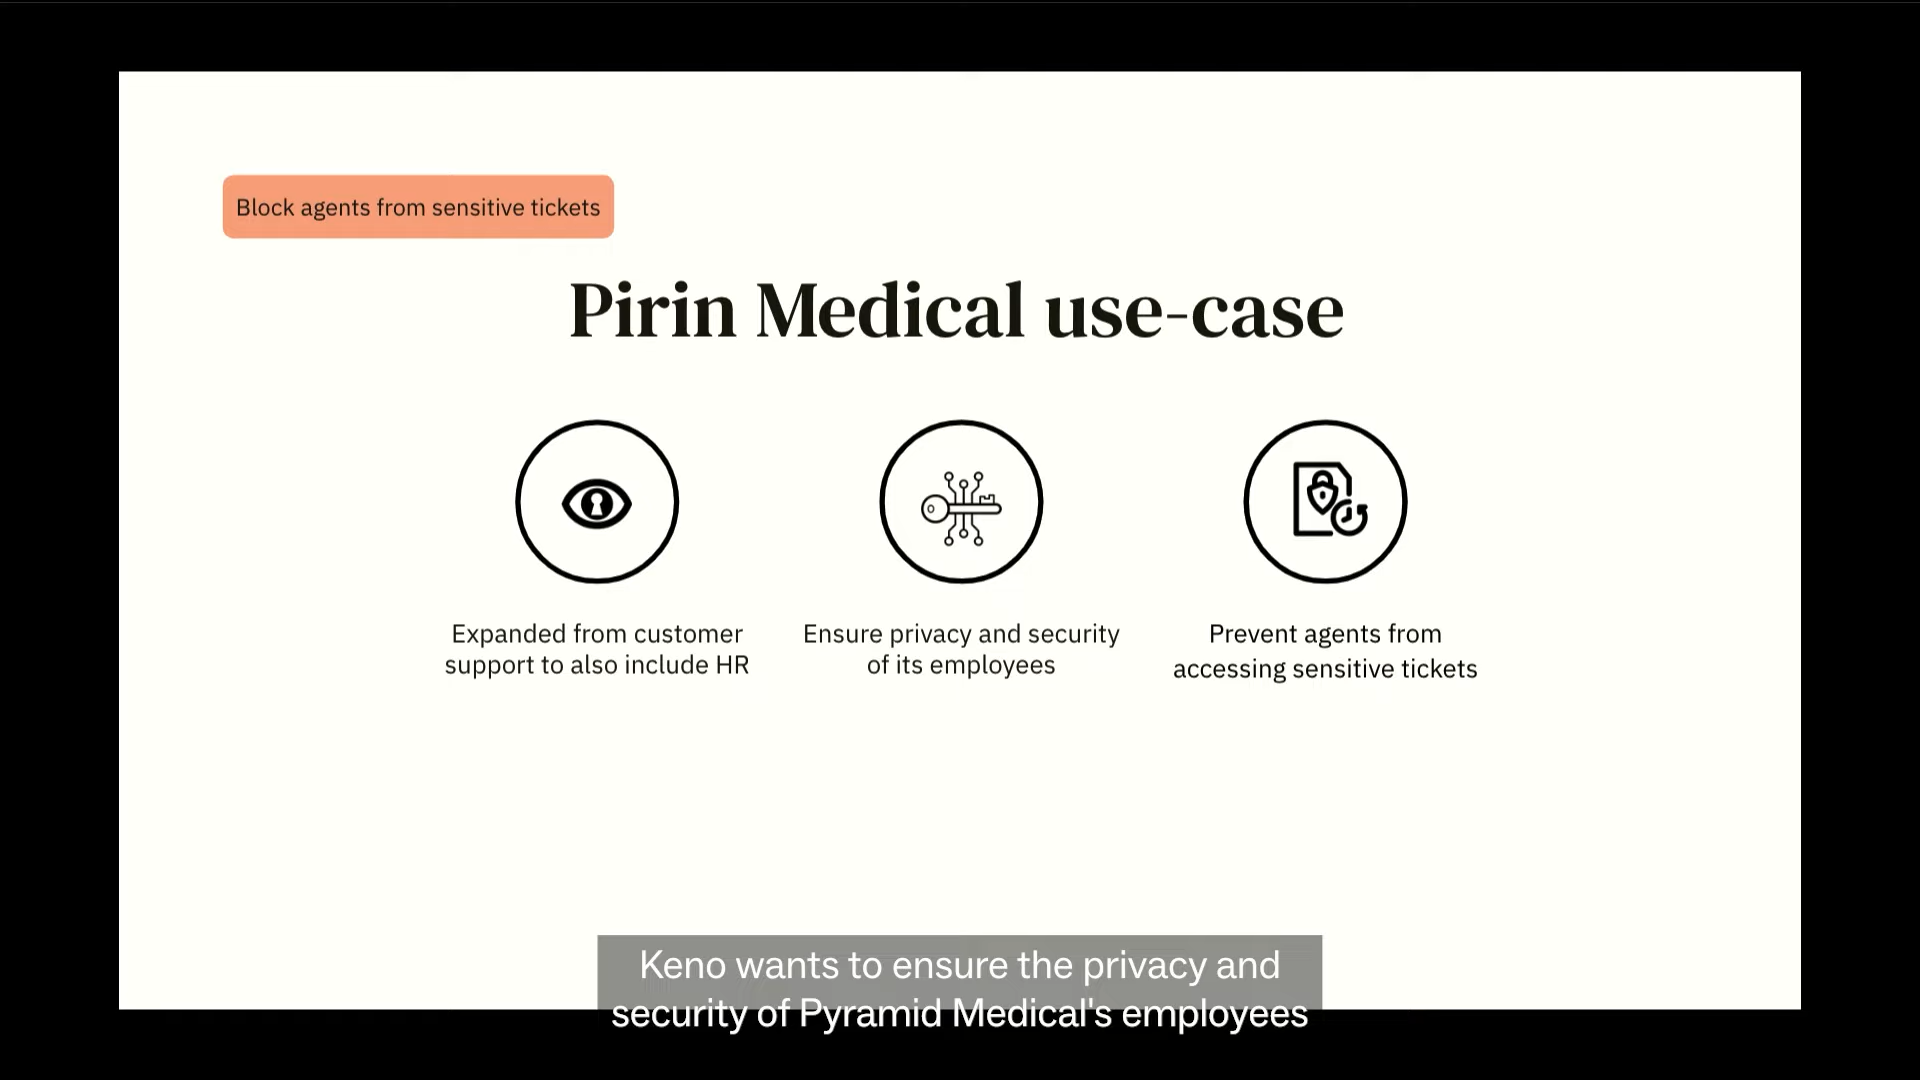 Block agents from sensitive tickets
Pirin Medical use-case
Expanded from customer
support to also include HR
Ensure privacy and security
of its employees
Prevent agents from
accessing sensitive tickets
Keno wants to ensure the privacy and
security of Pyramid Medical's employees